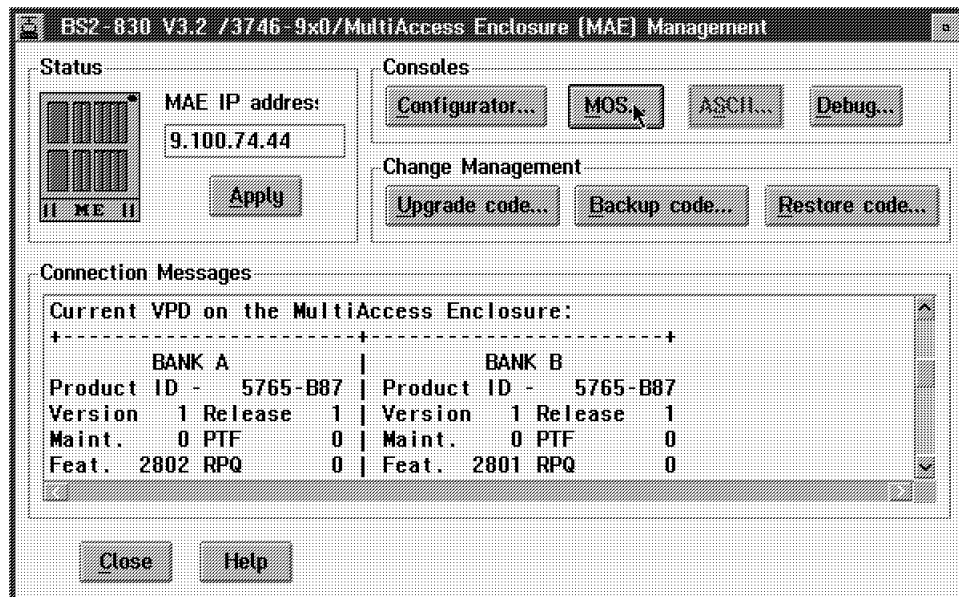 BS2-830 V3.2 /3746-9x0/MultiAccess Enclosure (MAE) Management
Status
MAE IP address
9.100.74.44
Apply
II ME II
Consoles
Configurator...
MOS...
ASCII...
Debug...
Change Management
Upgrade code...
Backup code...
Restore code...
Connection Messages
Current VPD on the MultiAccess Enclosure:
+-----------------------+-----------------------+
BANK A | BANK B
Product ID - 5765-B87 | Product ID - 5765-B87
Version 1 Release 1 | Version 1 Release 1
Maint. 0 PTF 0 | Maint. 0 PTF 0
Feat. 2802 RPQ 0 | Feat. 2801 RPQ 0
Close
Help